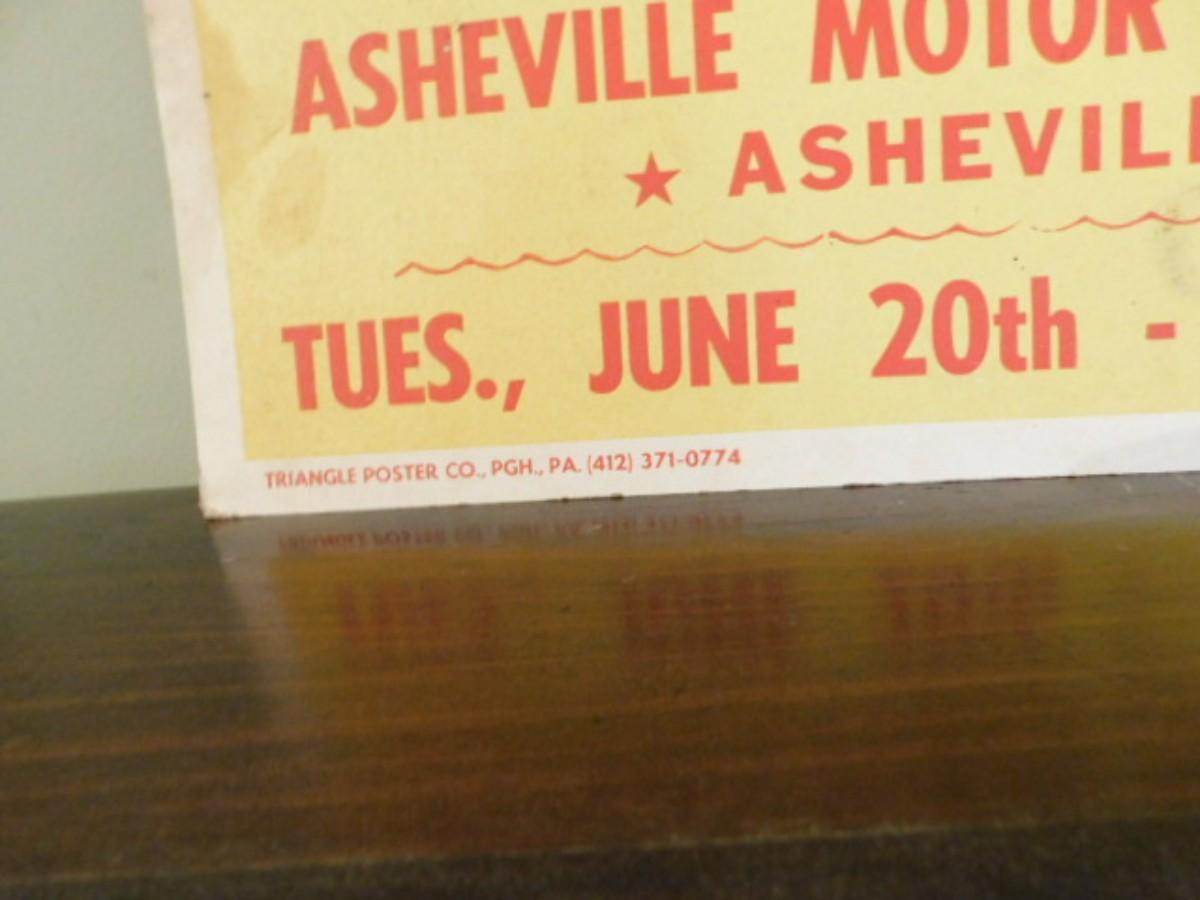 ASHEVILLE MOTOR
★ ASHEVILL
TUES., JUNE 20th -
TRIANGLE POSTER CO., PGH., PA. (412) 371-0774